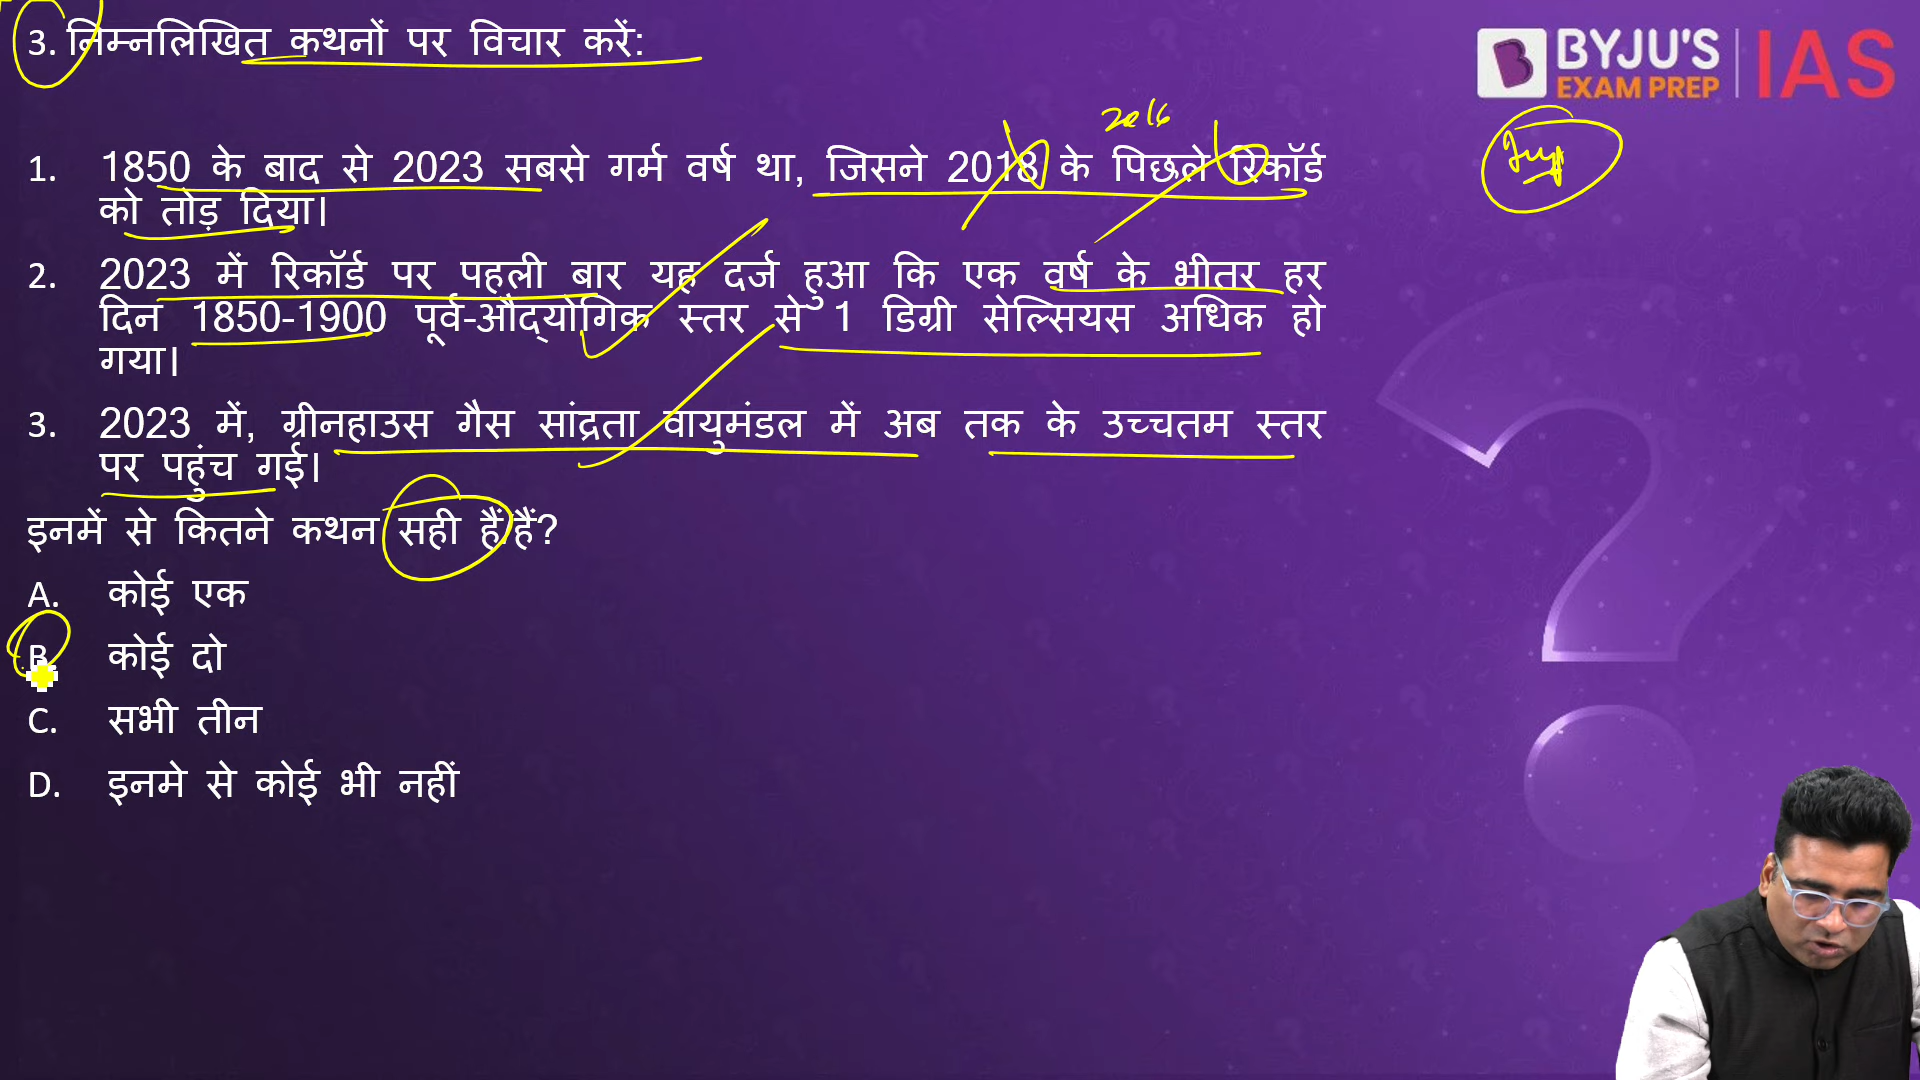 3. निम्नलिखित कथनों पर विचार करें:
BYJU'S
EXAM PREP
IAS
2016
1. 1850 के बाद से 2023 सबसे गर्म वर्ष था, जिसने 2018 के पिछले रिकॉर्ड
को तोड़ दिया।
2. 2023 में रिकॉर्ड पर पहली बार यह दर्ज हुआ कि एक वर्ष के भीतर हर
दिन 1850-1900 पूर्व-औद्योगिक स्तर से 1 डिग्री सेल्सियस अधिक हो
गया।
3. 2023 में, ग्रीनहाउस गैस सांद्रता वायुमंडल में अब तक के उच्चतम स्तर
पर पहुंच गई।
इनमें से कितने कथन सही हैं/हैं?
A. कोई एक
B. कोई दो
C. सभी तीन
D. इनमे से कोई भी नहीं